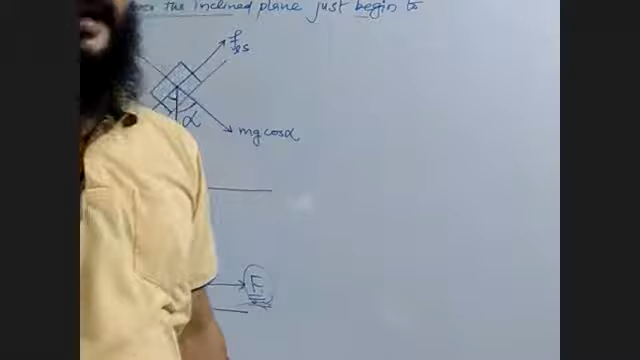 the inclined plane just begin to
fs
α
mg cosα
F